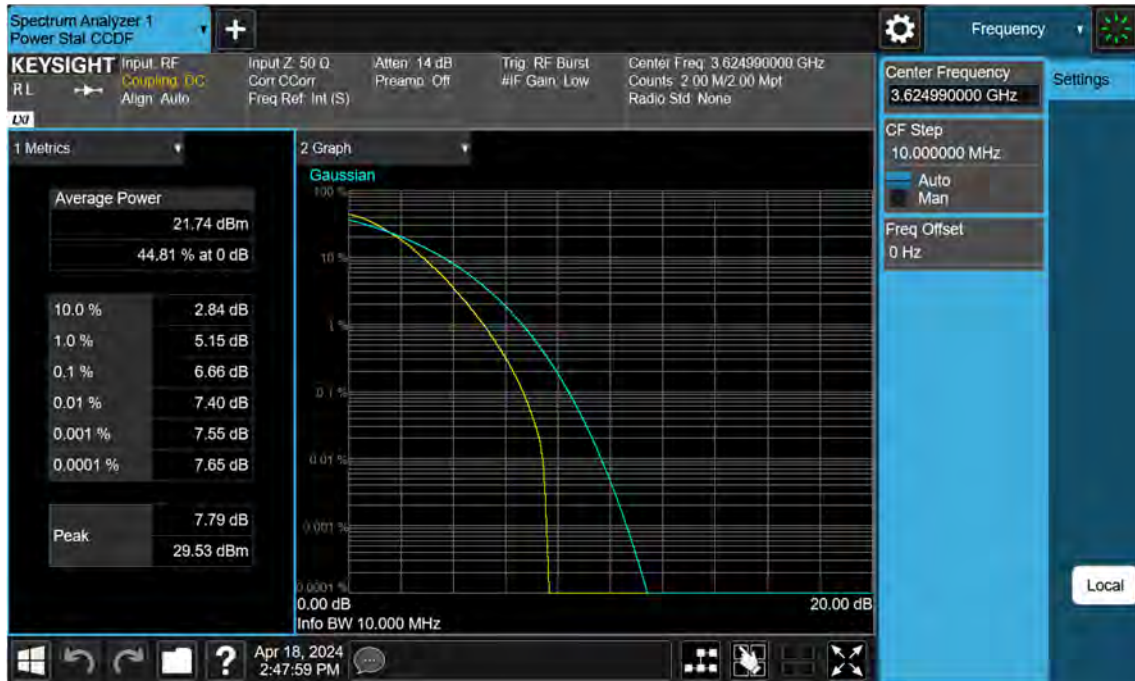 Spectrum Analyzer 1
Power Stat CCDF
+
Frequency
KEYSIGHT
RL
LXI
Input: RF
Coupling: DC
Align: Auto
Input Z: 50 Ω
Corr CCorr
Freq Ref: Int (S)
Atten: 14 dB
Preamp: Off
Trig: RF Burst
#IF Gain: Low
Center Freq: 3.624990000 GHz
Counts: 2.00 M/2.00 Mpt
Radio Std: None
1 Metrics
Average Power
21.74 dBm
44.81 % at 0 dB
10.0 % 2.84 dB
1.0 % 5.15 dB
0.1 % 6.66 dB
0.01 % 7.40 dB
0.001 % 7.55 dB
0.0001 % 7.65 dB
Peak
7.79 dB
29.53 dBm
2 Graph
Gaussian
100 %
10 %
1 %
0.1 %
0.01 %
0.001 %
0.0001 %
0.00 dB 20.00 dB
Info BW 10.000 MHz
Center Frequency
3.624990000 GHz
CF Step
10.000000 MHz
Auto
Man
Freq Offset
0 Hz
Settings
Local
?
Apr 18, 2024
2:47:59 PM